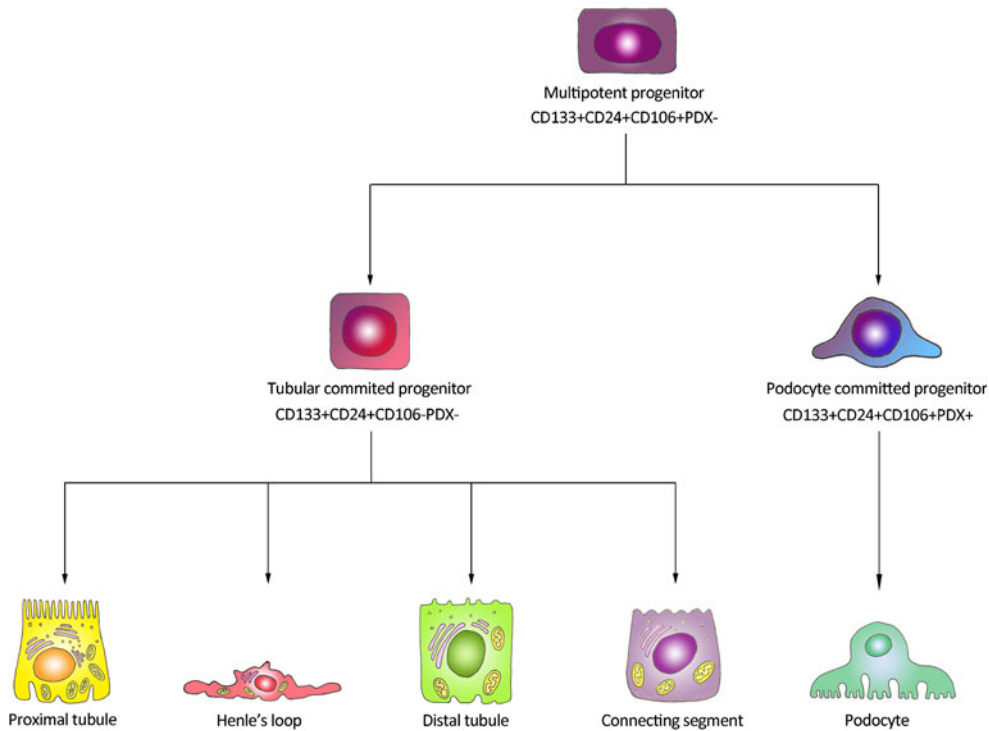 Multipotent progenitor
CD133+CD24+CD106+PDX-
Tubular commited progenitor
CD133+CD24+CD106-PDX-
Podocyte committed progenitor
CD133+CD24+CD106+PDX+
Proximal tubule
Henle's loop
Distal tubule
Connecting segment
Podocyte